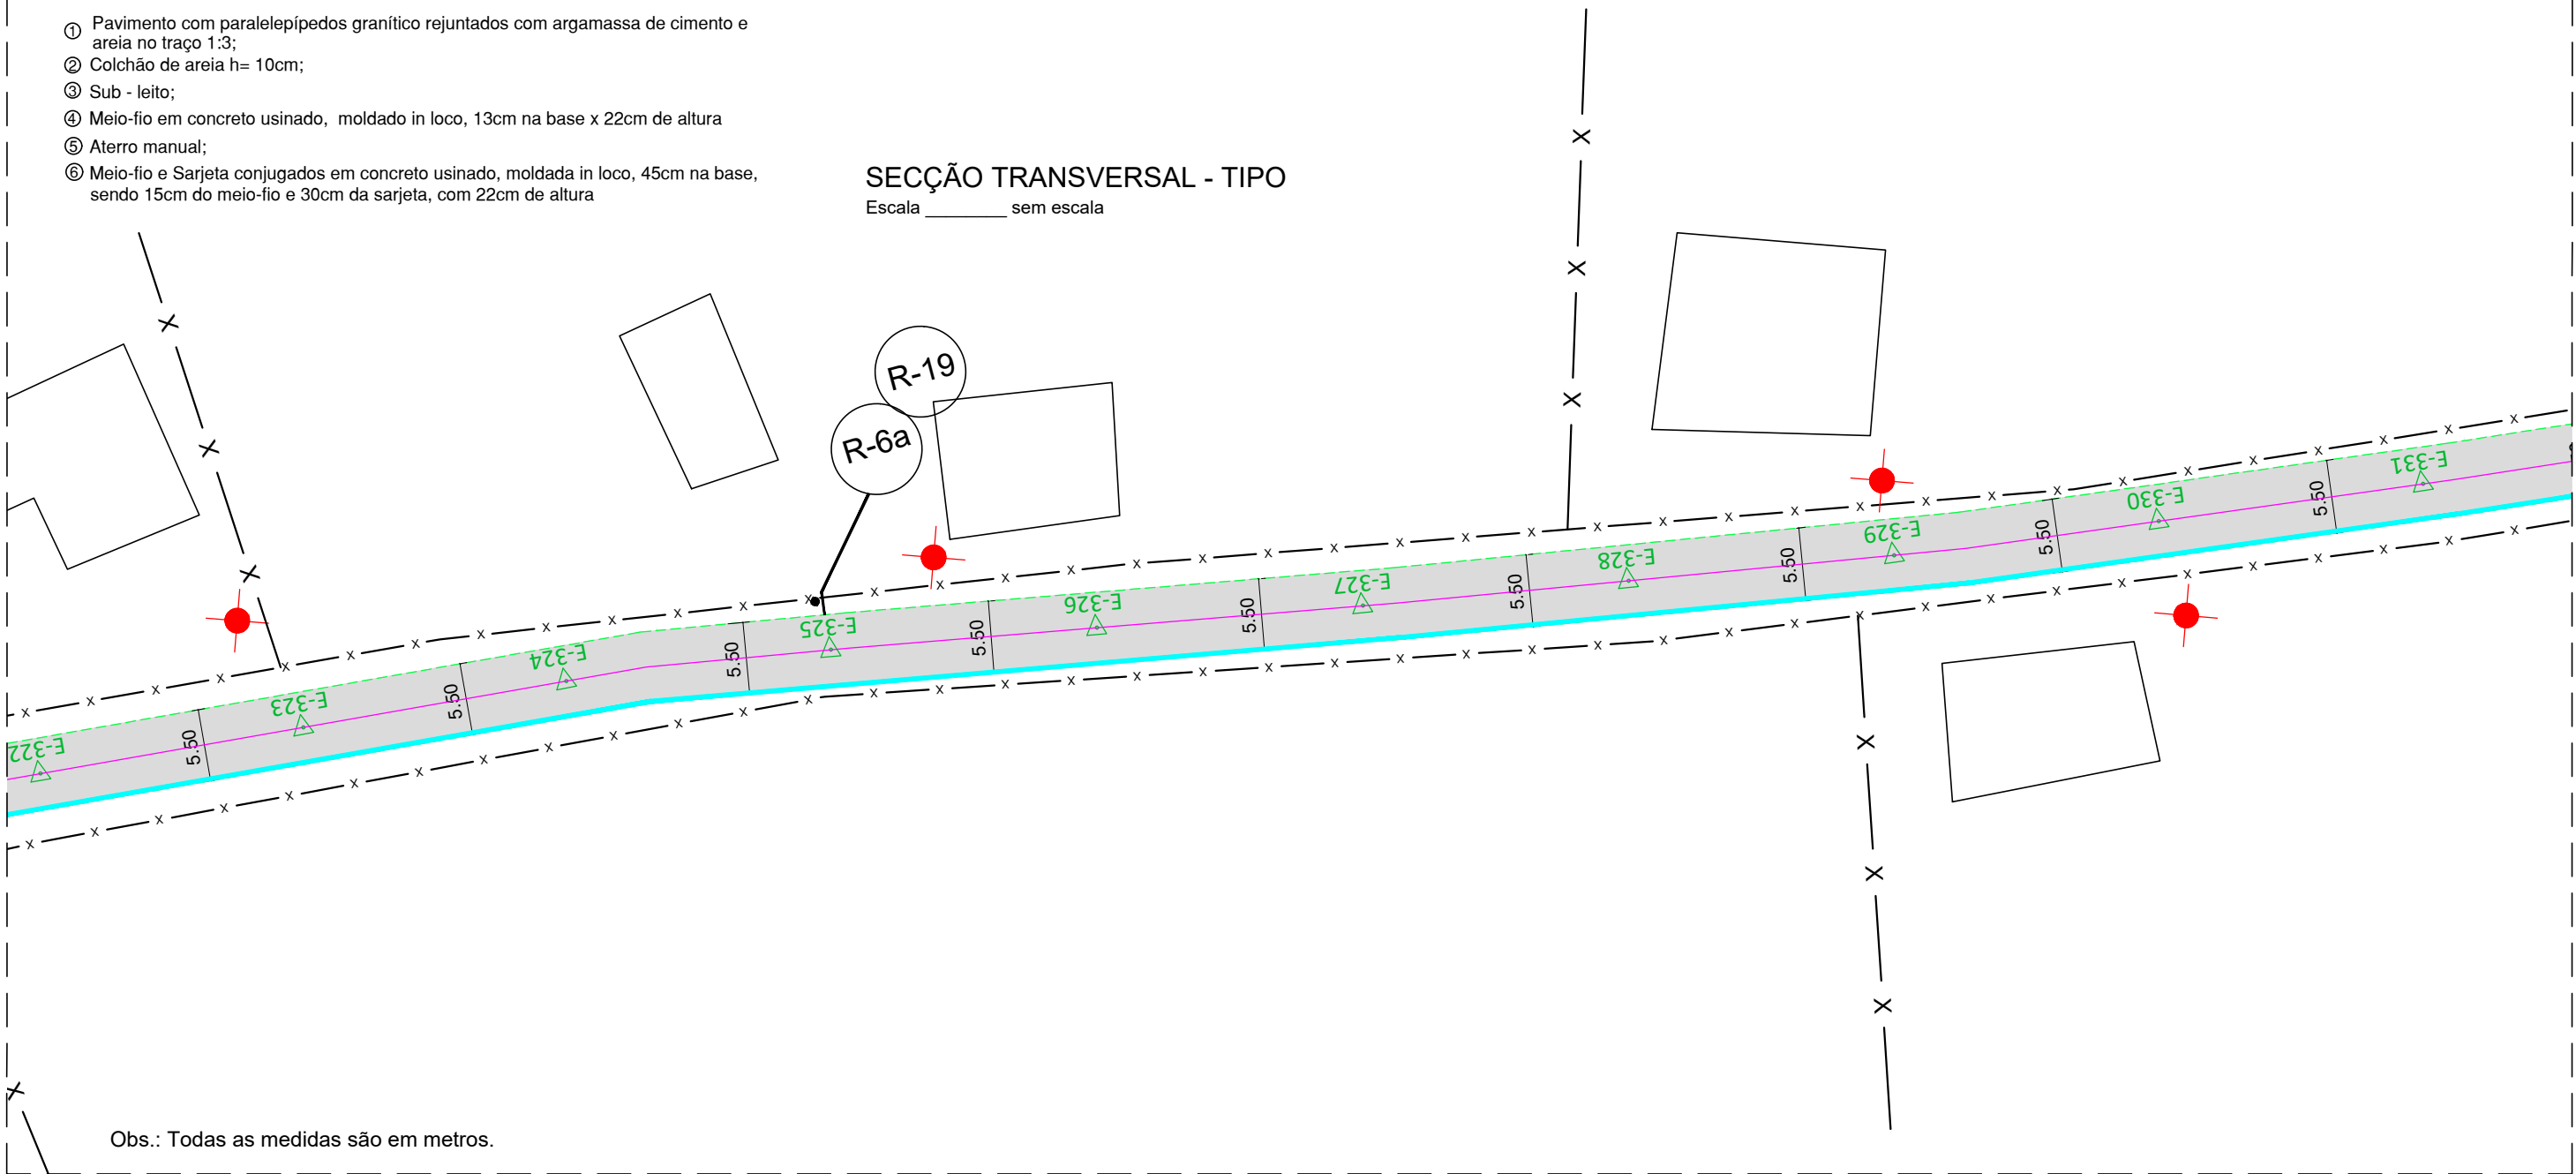 ① Pavimento com paralelepípedos granítico rejuntados com argamassa de cimento e
areia no traço 1:3;
② Colchão de areia h= 10cm;
③ Sub - leito;
④ Meio-fio em concreto usinado, moldado in loco, 13cm na base x 22cm de altura
⑤ Aterro manual;
⑥ Meio-fio e Sarjeta conjugados em concreto usinado, moldada in loco, 45cm na base,
sendo 15cm do meio-fio e 30cm da sarjeta, com 22cm de altura
SECÇÃO TRANSVERSAL - TIPO
Escala ________ sem escala
R-19
R-6a
E-322
5.50
E-323
5.50
E-324
5.50
E-325
5.50
E-326
5.50
E-327
5.50
E-328
5.50
E-329
5.50
E-330
5.50
E-331
Obs.: Todas as medidas são em metros.